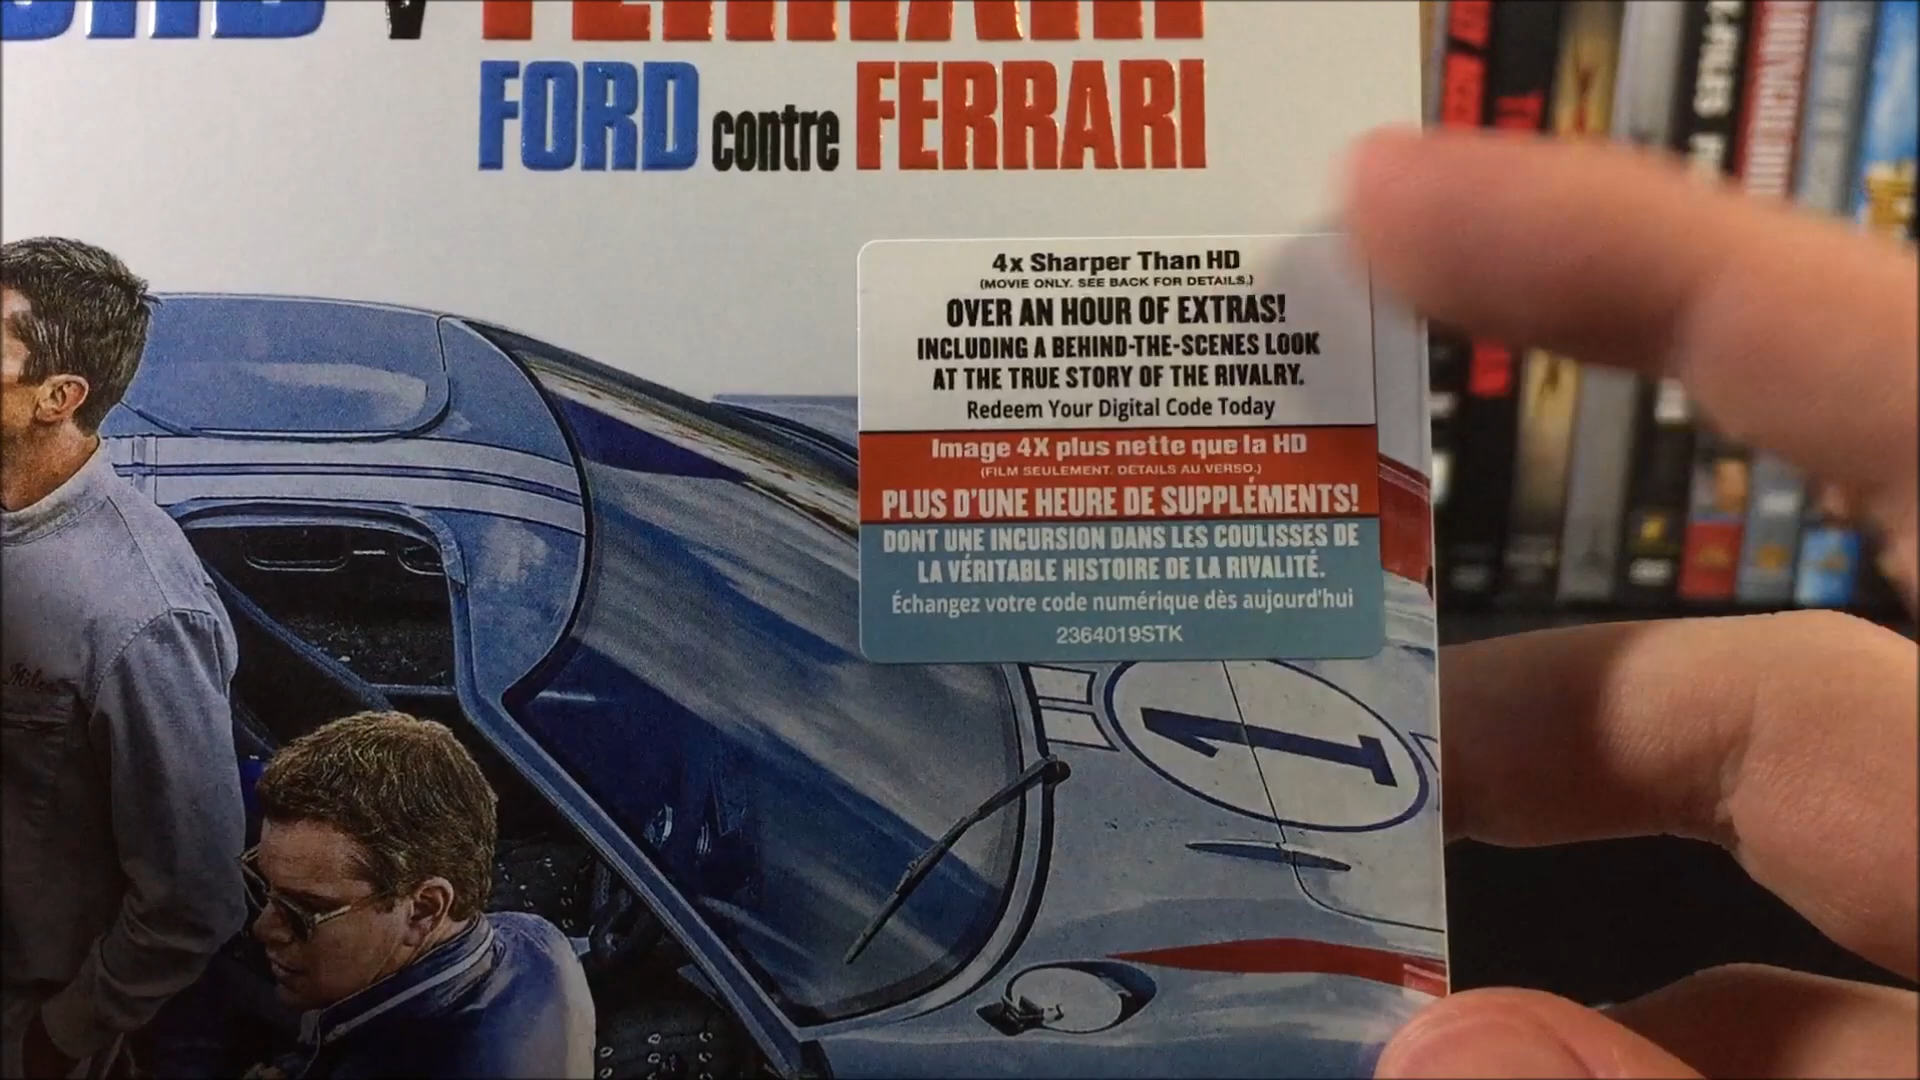 FORD v FERRARI
FORD contre FERRARI
4x Sharper Than HD
(MOVIE ONLY. SEE BACK FOR DETAILS.)
OVER AN HOUR OF EXTRAS!
INCLUDING A BEHIND-THE-SCENES LOOK
AT THE TRUE STORY OF THE RIVALRY.
Redeem Your Digital Code Today
Image 4X plus nette que la HD
(FILM SEULEMENT. DÉTAILS AU VERSO.)
PLUS D'UNE HEURE DE SUPPLÉMENTS!
DONT UNE INCURSION DANS LES COULISSES DE
LA VÉRITABLE HISTOIRE DE LA RIVALITÉ.
Échangez votre code numérique dès aujourd'hui
2364019STK
1
Miles